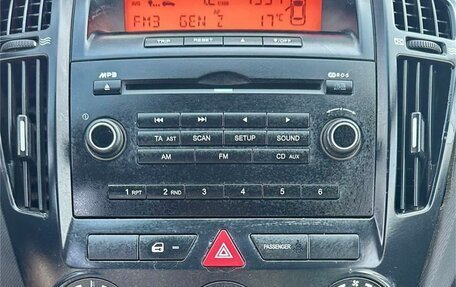 FM3 GEN Z 17°C
TRIP RESET V/OFF
MP3
TA AST SCAN SETUP SOUND
AM FM CD AUX
1 RPT 2 RND 3 4 5 6
PASSENGER